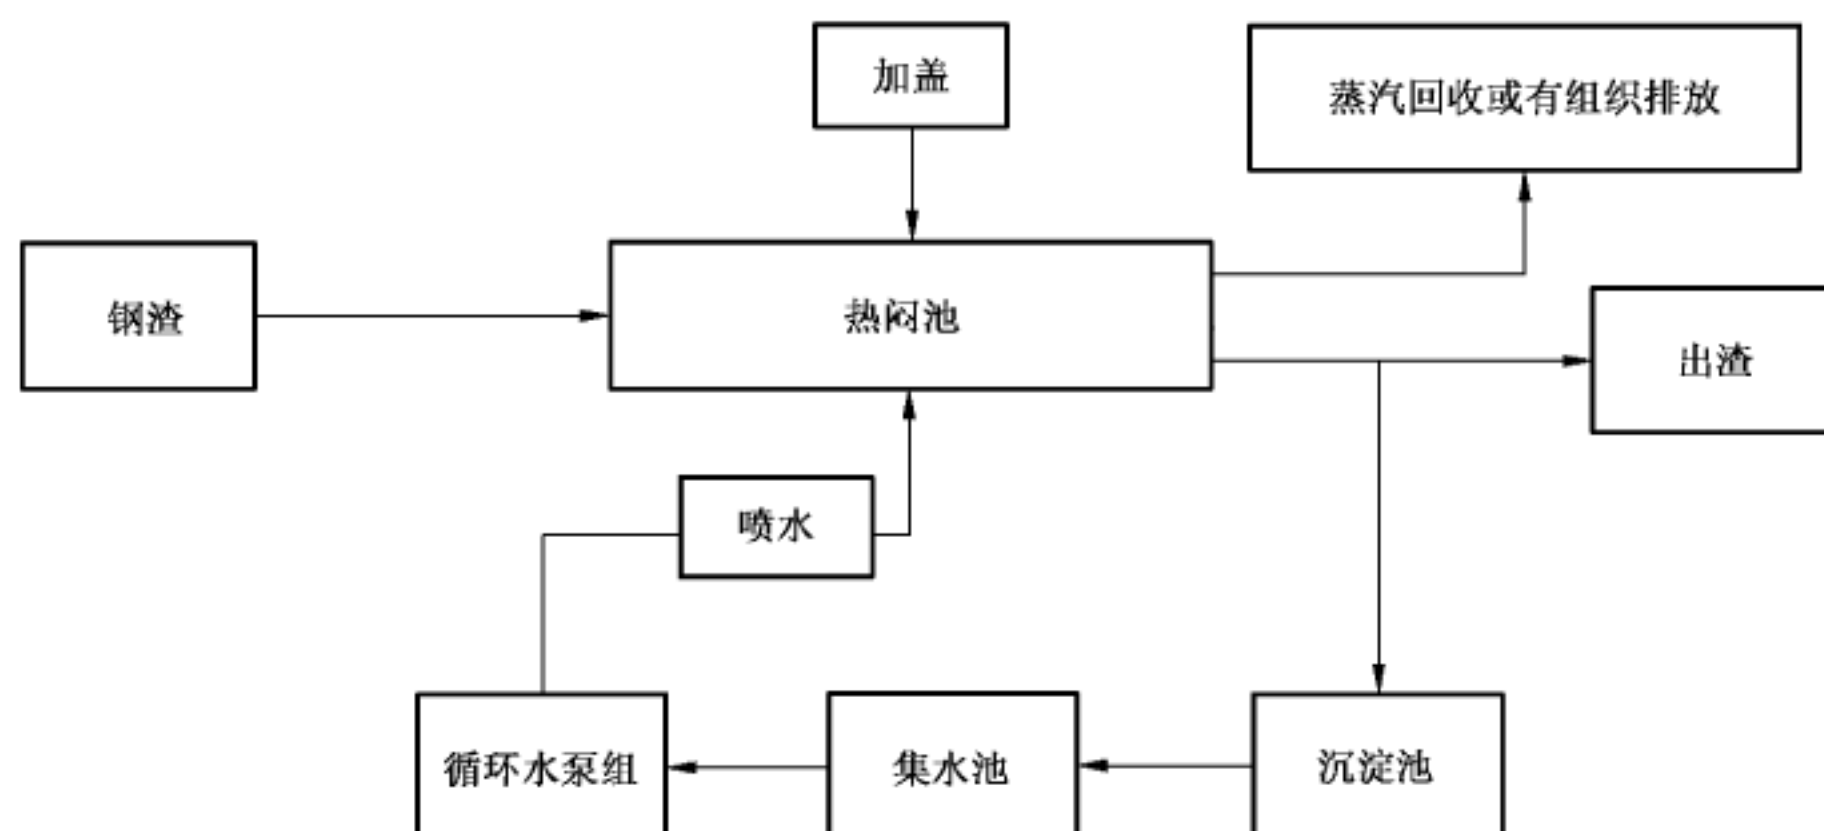 加盖
蒸汽回收或有组织排放
钢渣
热闷池
出渣
喷水
循环水泵组
集水池
沉淀池